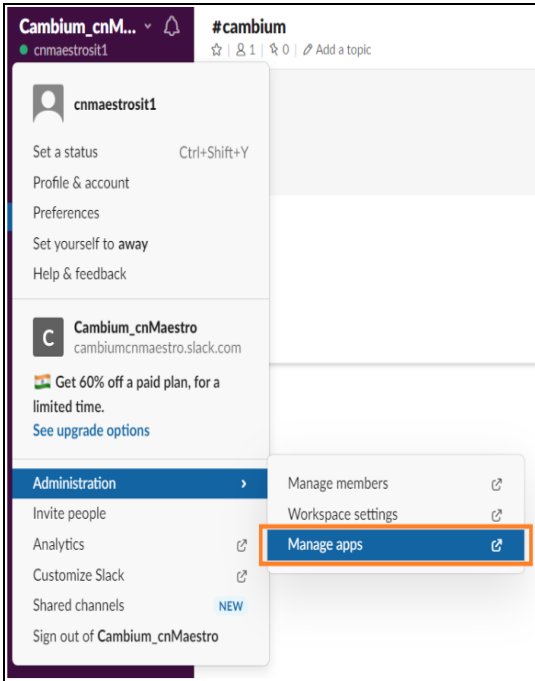 Cambium_cnM...
cnmaestrosit1
#cambium
1 | 0 | Add a topic
cnmaestrosit1
Set a status Ctrl+Shift+Y
Profile & account
Preferences
Set yourself to away
Help & feedback
C
Cambium_cnMaestro
cambiumcnmaestro.slack.com
Get 60% off a paid plan, for a
limited time.
See upgrade options
Administration
Invite people
Analytics
Customize Slack
Shared channels NEW
Sign out of Cambium_cnMaestro
Manage members
Workspace settings
Manage apps